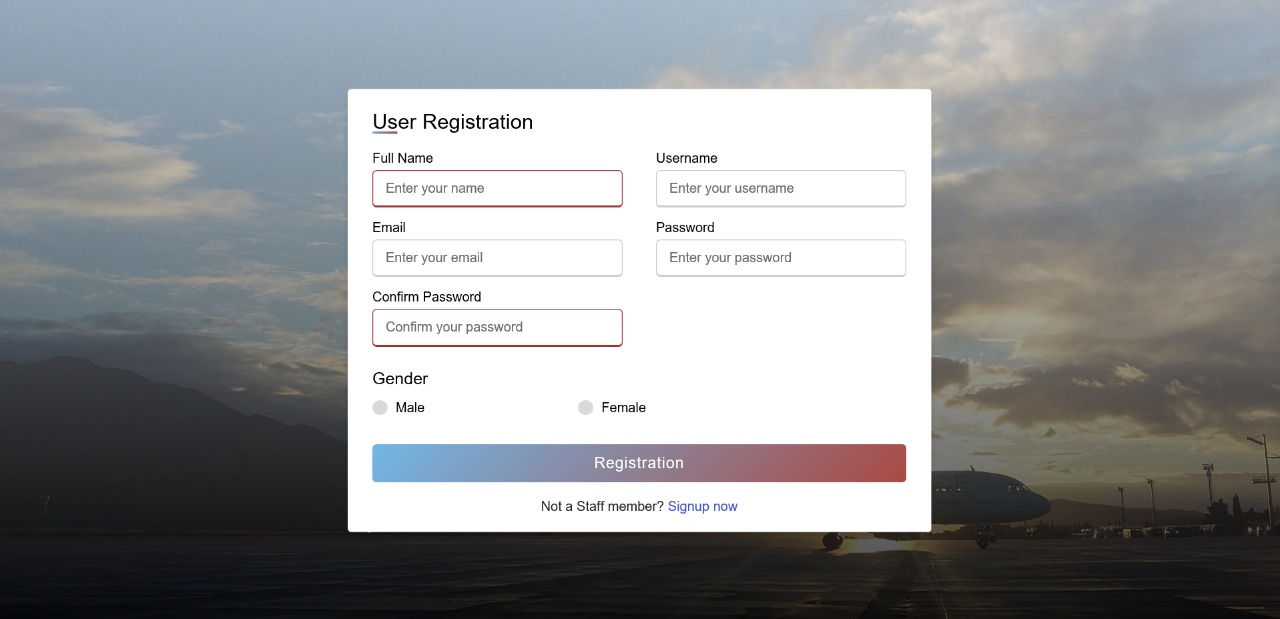 User Registration
Full Name
Username
Enter your name
Enter your username
Email
Password
Enter your email
Enter your password
Confirm Password
Confirm your password
Gender
Male
Female
Registration
Not a Staff member? Signup now